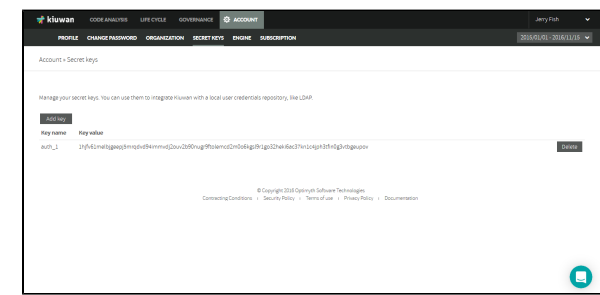 kiuwan CODE ANALYSIS LIFE CYCLE GOVERNANCE ACCOUNT Jerry Fish
PROFILE CHANGE PASSWORD ORGANIZATION SECRET KEYS ENGINE SUBSCRIPTION 2015/01/01 - 2016/11/15
Account » Secret keys
Manage your secret keys. You can use them to integrate Kiuwan with a local user credentials repository, like LDAP.
Add key
Key name Key value
auth_1 Delete
© Copyright 2016 Optimyth Software Technologies
Contracting Conditions | Security Policy | Terms of use | Privacy Policy | Documentation